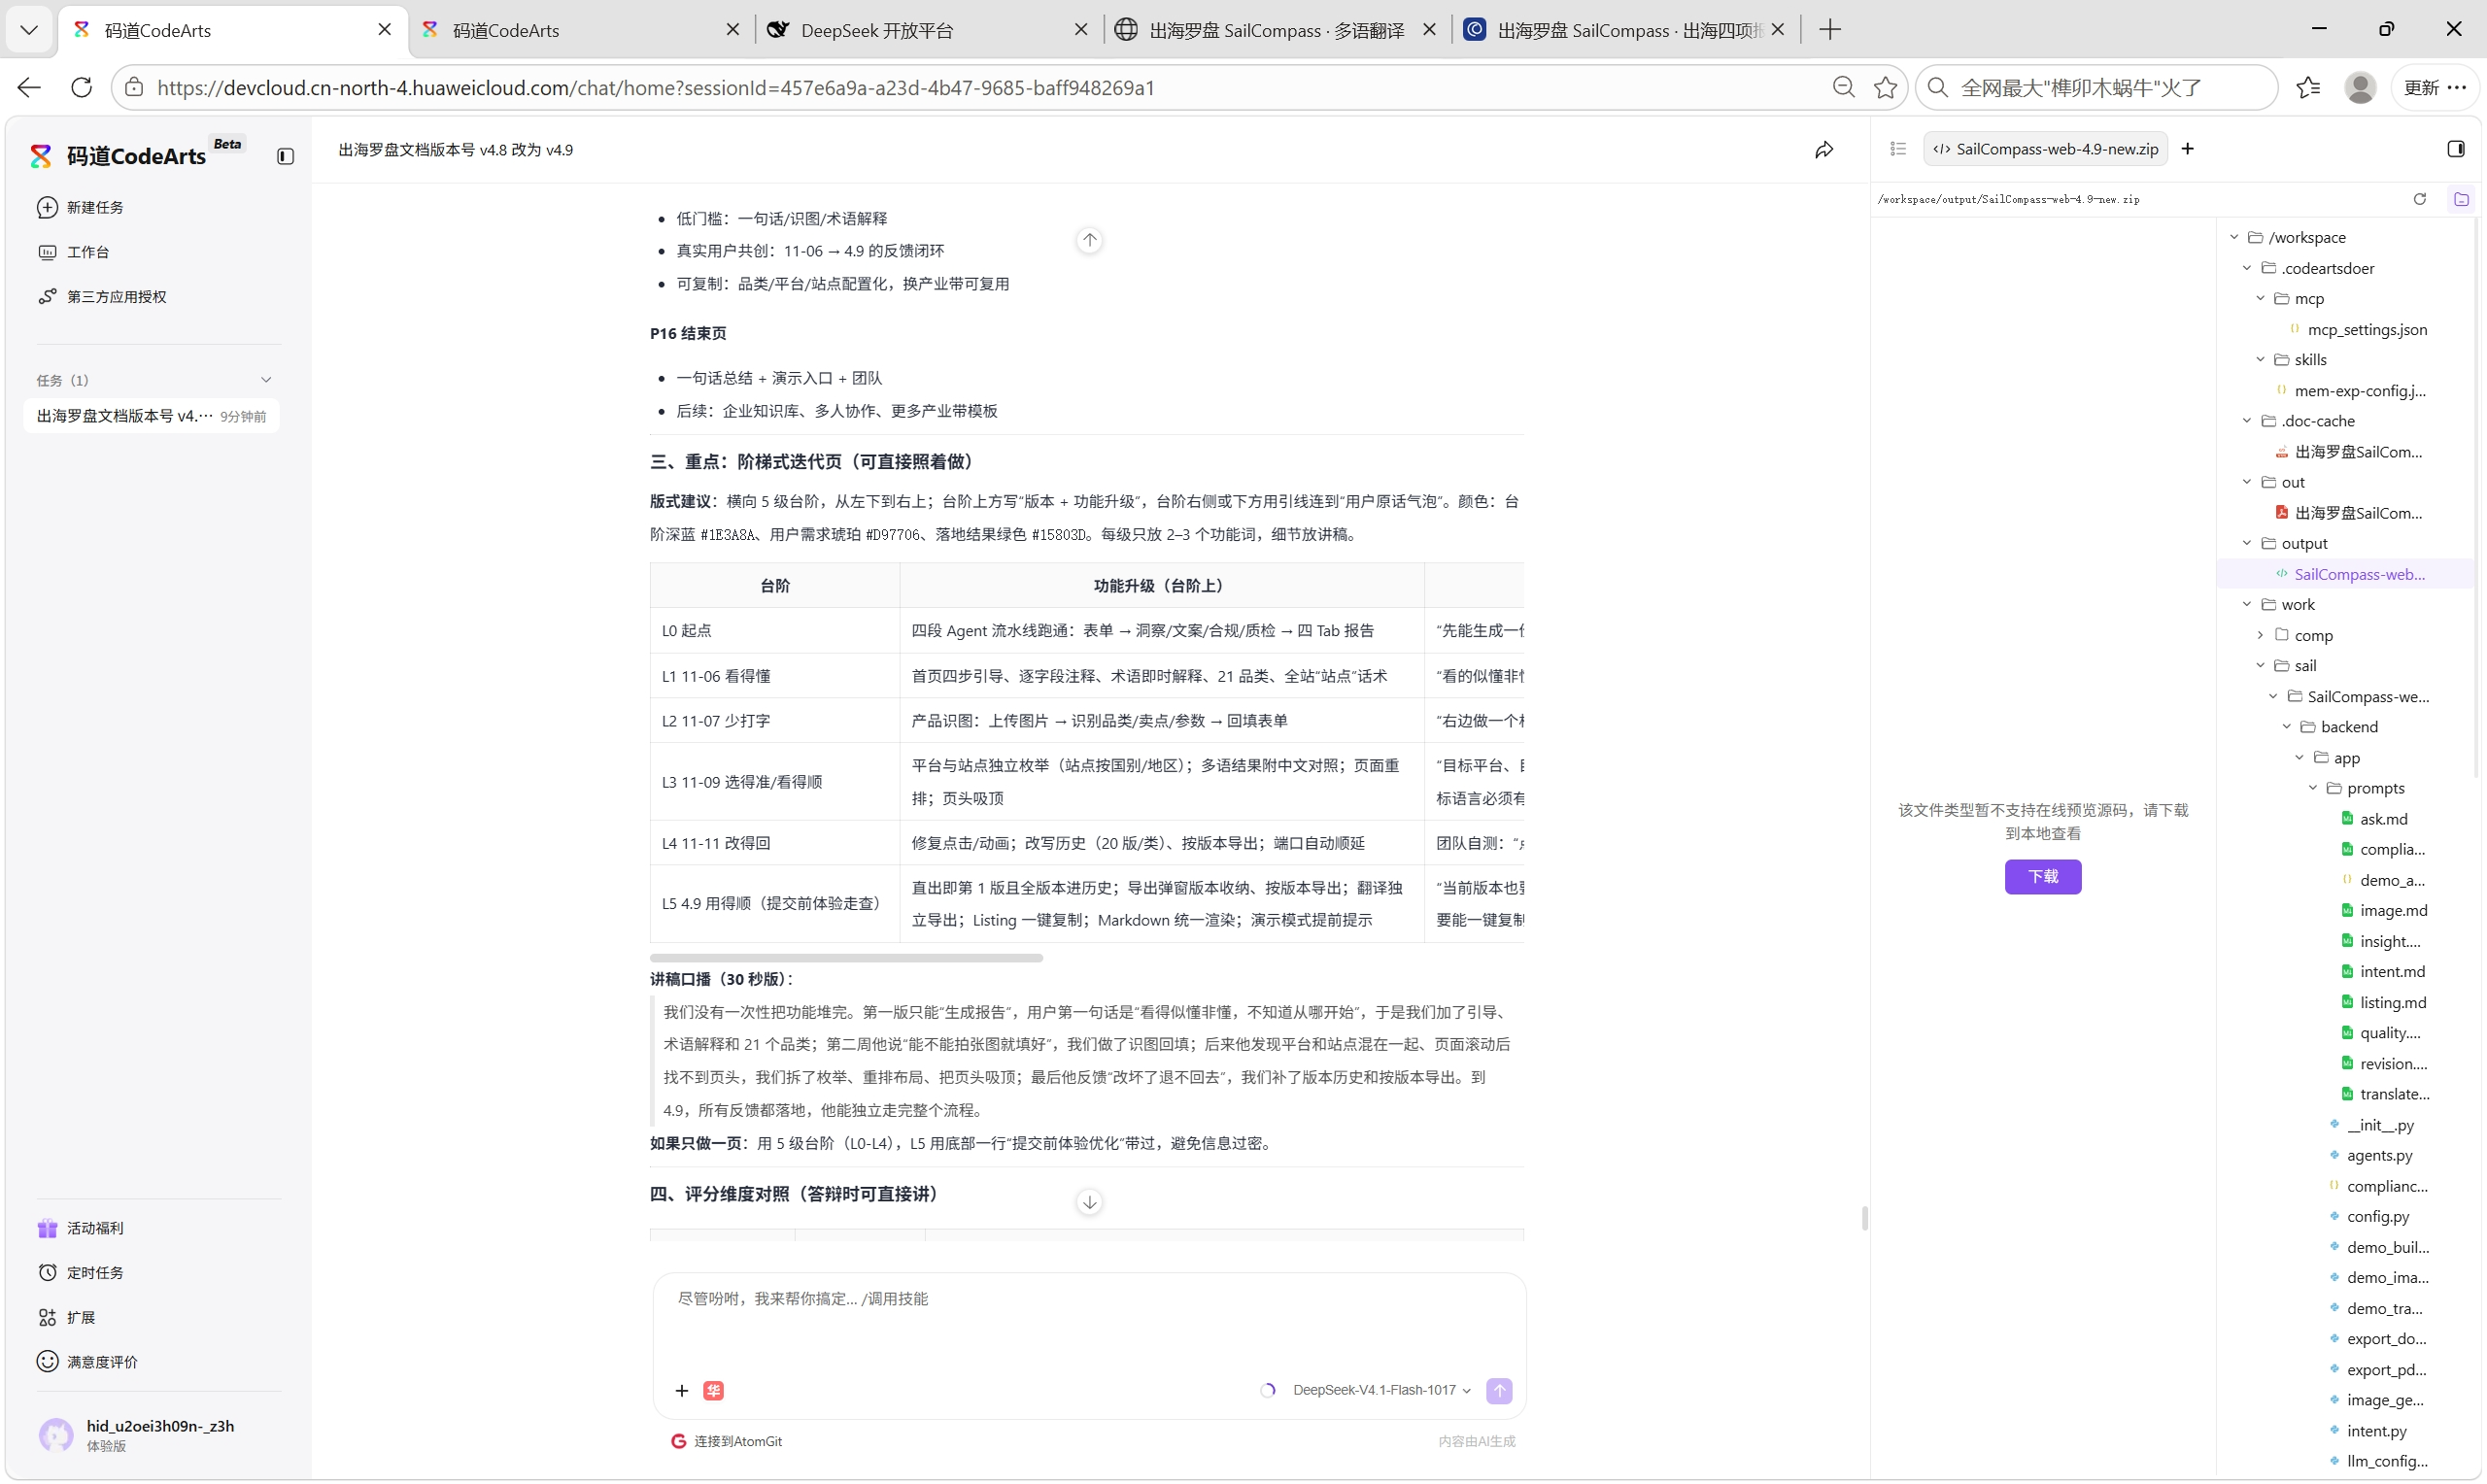 码道CodeArts
码道CodeArts
DeepSeek 开放平台
出海罗盘 SailCompass · 多语翻译
出海罗盘 SailCompass · 出海四项报
https://devcloud.cn-north-4.huaweicloud.com/chat/home?sessionId=457e6a9a-a23d-4b47-9685-baff948269a1
全网最大"榫卯木蜗牛"火了
更新 ···
码道CodeArts Beta
新建任务
工作台
第三方应用授权
任务（1）
出海罗盘文档版本号 v4.··· 9分钟前
活动福利
定时任务
扩展
满意度评价
hid_u2oei3h09n-_z3h
体验版
出海罗盘文档版本号 v4.8 改为 v4.9
低门槛：一句话/识图/术语解释
真实用户共创：11-06 → 4.9 的反馈闭环
可复制：品类/平台/站点配置化，换产业带可复用
P16 结束页
一句话总结 + 演示入口 + 团队
后续：企业知识库、多人协作、更多产业带模板
三、重点：阶梯式迭代页（可直接照着做）
版式建议：横向 5 级台阶，从左下到右上；台阶上方写“版本 + 功能升级”，台阶右侧或下方用引线连到“用户原话气泡”。颜色：台
阶深蓝 #1E3A8A、用户需求琥珀 #D97706、落地结果绿色 #15803D。每级只放 2–3 个功能词，细节放讲稿。
台阶 功能升级（台阶上）
L0 起点 四段 Agent 流水线跑通：表单 → 洞察/文案/合规/质检 → 四 Tab 报告 “先能生成一份
L1 11-06 看得懂 首页四步引导、逐字段注释、术语即时解释、21 品类、全站“站点”话术 “看的似懂非懂
L2 11-07 少打字 产品识图：上传图片 → 识别品类/卖点/参数 → 回填表单 “右边做一个
L3 11-09 选得准/看得顺 平台与站点独立枚举（站点按国别/地区）；多语结果附中文对照；页面重 “目标平台、
排；页头吸顶 标语言必须有
L4 11-11 改得回 修复点击/动画；改写历史（20 版/类）、按版本导出；端口自动顺延 团队自测：“
L5 4.9 用得顺（提交前体验走查） 直出即第 1 版且全版本进历史；导出弹窗版本收纳、按版本导出；翻译独 “当前版本也
立导出；Listing 一键复制；Markdown 统一渲染；演示模式提前提示 要能一键复制
讲稿口播（30 秒版）：
我们没有一次性把功能堆完。第一版只能“生成报告”，用户第一句话是“看得似懂非懂，不知道从哪开始”，于是我们加了引导、
术语解释和 21 个品类；第二周他说“能不能拍张图就填好”，我们做了识图回填；后来他发现平台和站点混在一起、页面滚动后
找不到页头，我们拆了枚举、重排布局、把页头吸顶；最后他反馈“改坏了退不回去”，我们补了版本历史和按版本导出。到
4.9，所有反馈都落地，他能独立走完整个流程。
如果只做一页：用 5 级台阶（L0-L4），L5 用底部一行“提交前体验优化”带过，避免信息过密。
四、评分维度对照（答辩时可直接讲）
尽管吩咐，我来帮你搞定... /调用技能
华
DeepSeek-V4.1-Flash-1017
连接到AtomGit
内容由AI生成
SailCompass-web-4.9-new.zip
/workspace/output/SailCompass-web-4.9-new.zip
该文件类型暂不支持在线预览源码，请下载
到本地查看
下载
/workspace
.codeartsdoer
mcp
mcp_settings.json
skills
mem-exp-config.j...
.doc-cache
出海罗盘SailCom...
out
出海罗盘SailCom...
output
SailCompass-web...
work
comp
sail
SailCompass-we...
backend
app
prompts
ask.md
complia...
demo_a...
image.md
insight....
intent.md
listing.md
quality....
revision....
translate...
__init__.py
agents.py
complianc...
config.py
demo_buil...
demo_ima...
demo_tra...
export_do...
export_pd...
image_ge...
intent.py
llm_config...